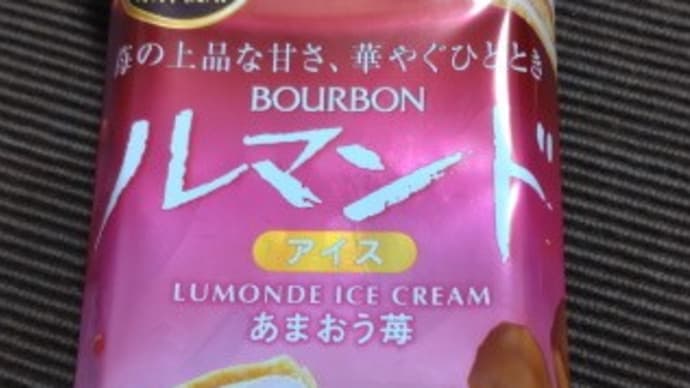 苺の上品な甘さ、華やぐひととき
BOURBON
ルマンド
アイス
LUMONDE ICE CREAM
あまおう苺